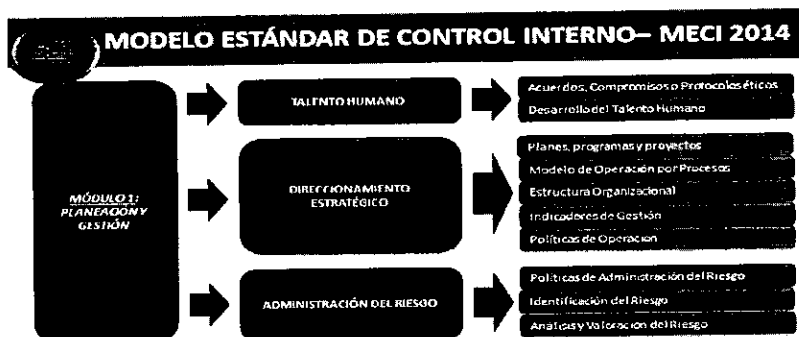 MODELO ESTÁNDAR DE CONTROL INTERNO– MECI 2014
MÓDULO 1:
PLANEACION Y
GESTIÓN
TALENTO HUMANO
Acuerdos, Compromisos o Protocolos éticos
Desarrollo del Talento Humano
DIRECCIONAMIENTO
ESTRATÉGICO
Planes, programas y proyectos
Modelo de Operación por Procesos
Estructura Organizacional
Indicadores de Gestión
Políticas de Operación
ADMINISTRACIÓN DEL RIESGO
Políticas de Administración del Riesgo
Identificación del Riesgo
Análisis y Valoración del Riesgo